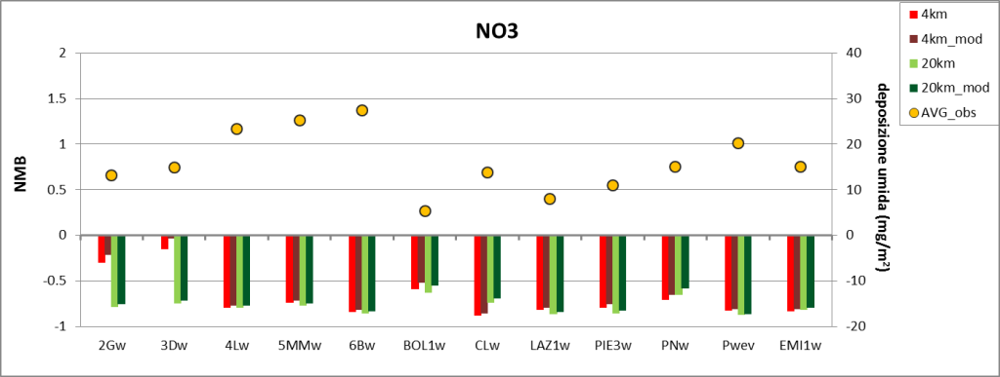 NO3
4km
4km_mod
20km
20km_mod
AVG_obs
NMB
2
1.5
1
0.5
0
-0.5
-1
40
30
20
10
0
-10
-20
deposizione umida (mg/m²)
2Gw 3Dw 4Lw 5MMw 6Bw BOL1w CLw LAZ1w PIE3w PNw Pwev EMI1w